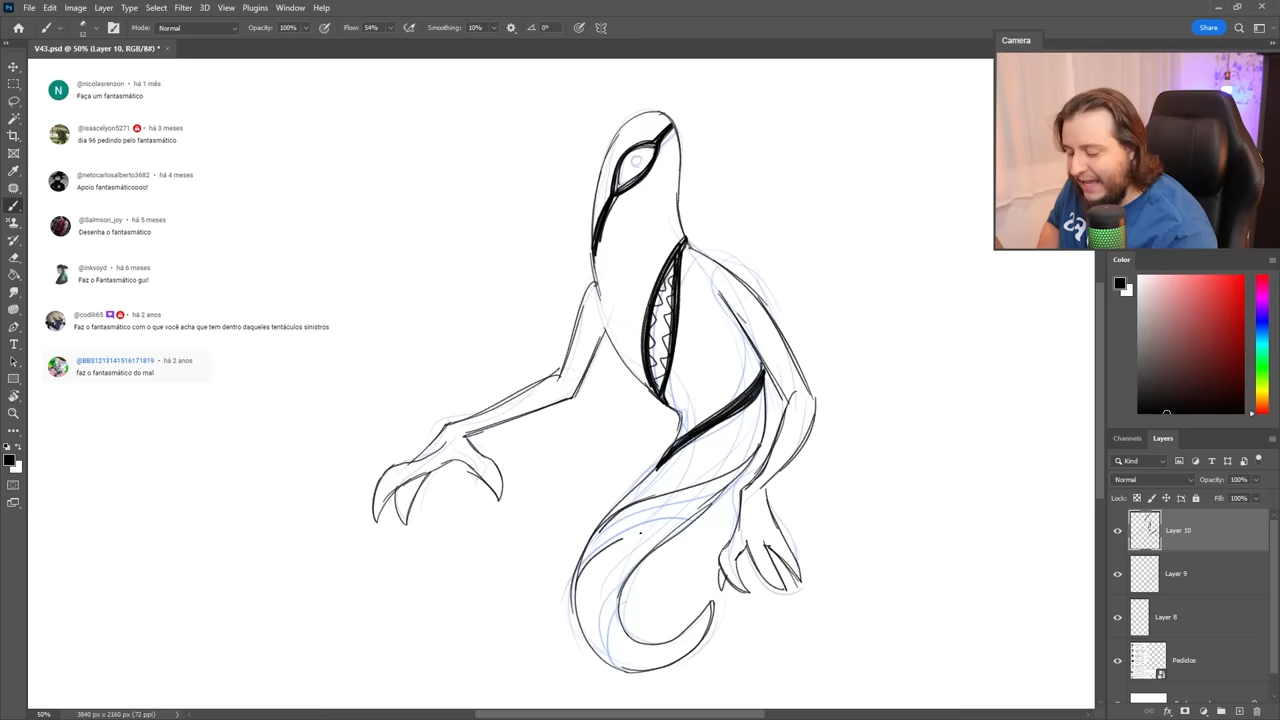 File Edit Image Layer Type Select Filter View Plugins Window Help
Mode: Normal Opacity: 100% Flow: 54% Smoothing: 10% 0° Share
V43.psd @ 50% (Layer 10, RGB/8#) *
Camera
@nicolasrenzon • há 1 mês
Faça um fantasmático
@isaacelyon5271 • há 3 meses
dia 96 pedindo pelo fantasmático
@netocarlosalberto3682 • há 4 meses
Apoio fantasmáticoooo!
@Salmson_joy • há 5 meses
Desenha o fantasmático
@inkvoyd • há 6 meses
Faz o Fantasmático gui!
@codik65 • há 2 anos
Faz o fantasmático com o que você acha que tem dentro daqueles tentáculos sinistros
@BBS1213141516171819 • há 2 anos
faz o fantasmático do mal
Color
Channels Layers
Kind
Normal Opacity: 100%
Lock: Fill: 100%
Layer 10
Layer 9
Layer 8
Pedidos
50% 3840 px x 2160 px (72 ppi)